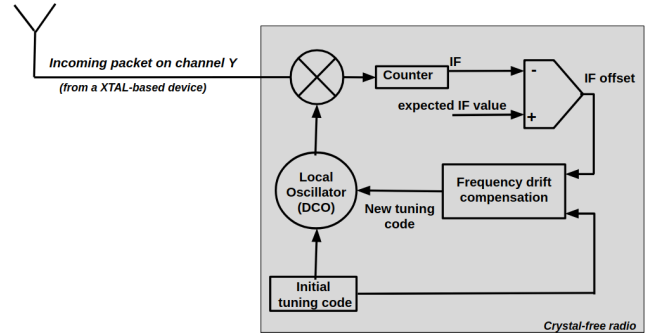 Incoming packet on channel Y
(from a XTAL-based device)
Counter
IF
-
expected IF value
+
IF offset
Local
Oscillator
(DCO)
New tuning
code
Frequency drift
compensation
Initial
tuning code
Crystal-free radio